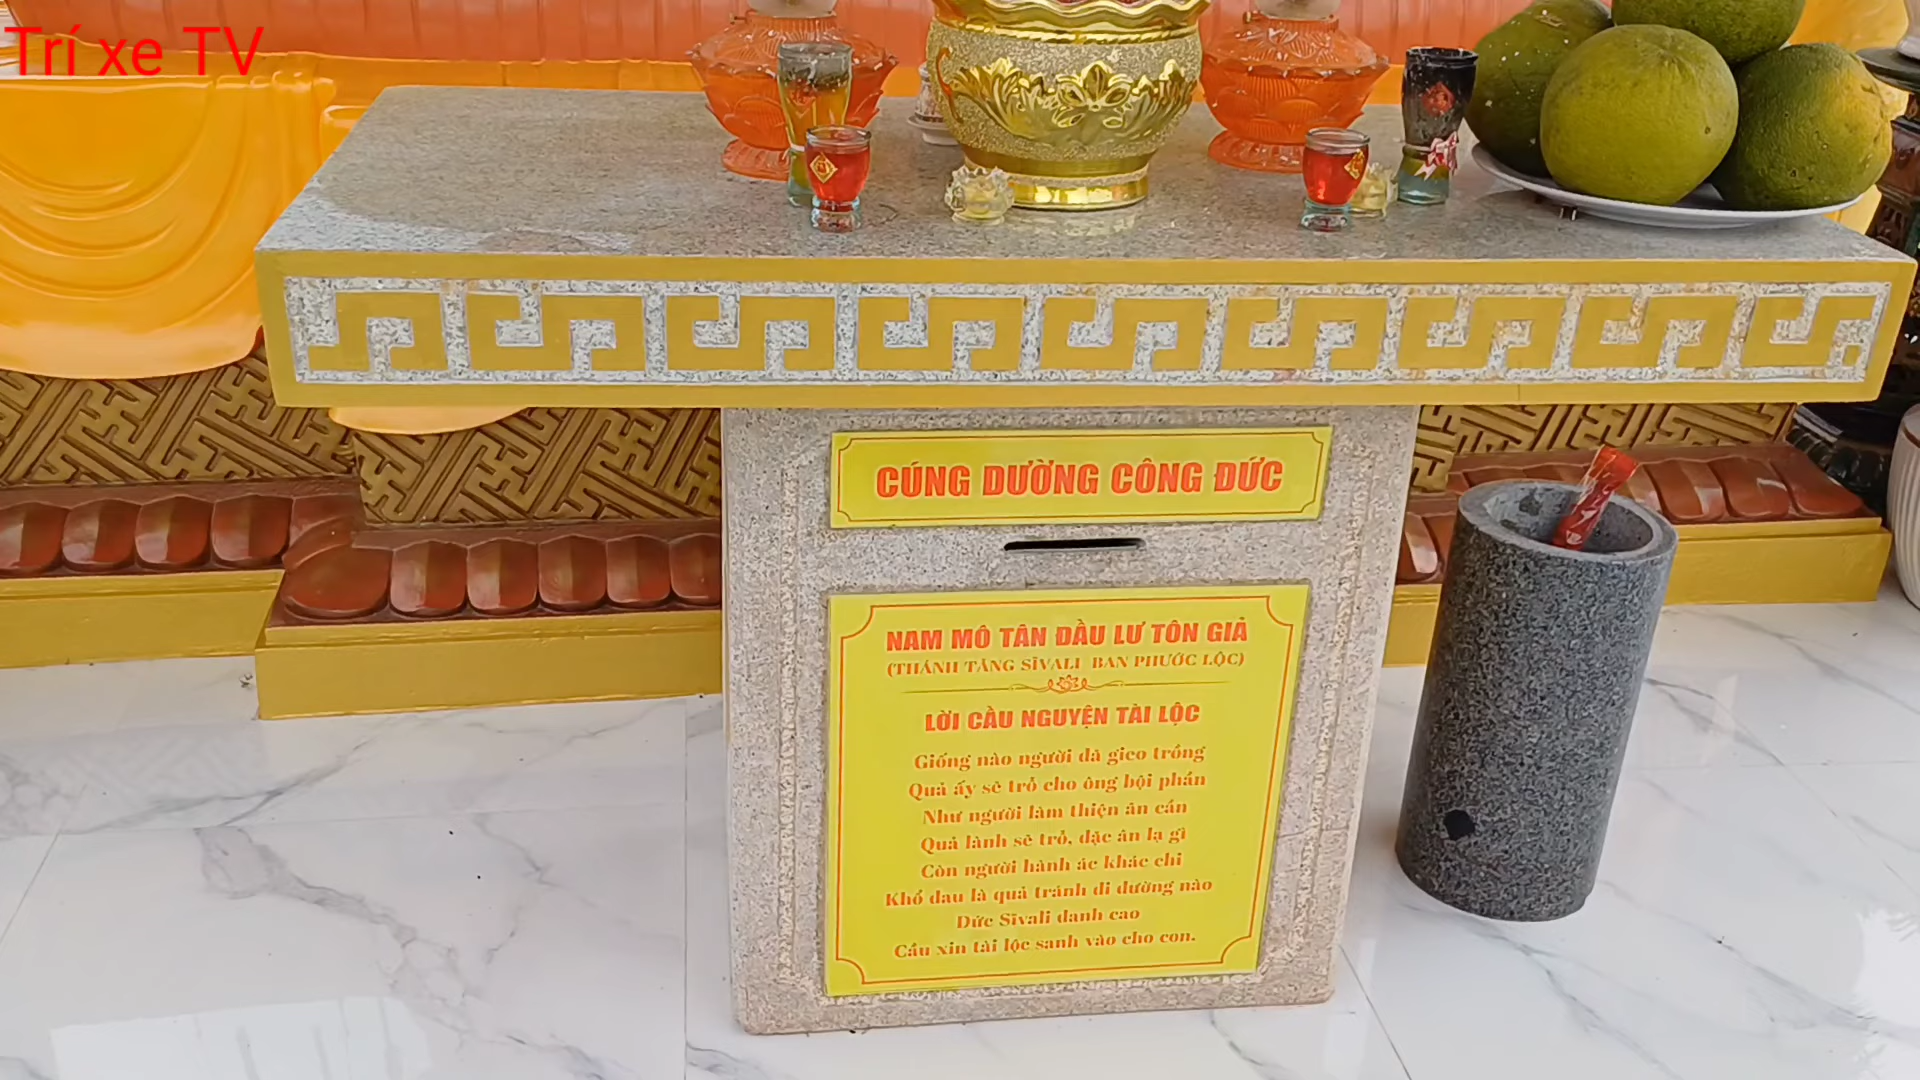 Trí xe TV
CÚNG DƯỜNG CÔNG ĐỨC
NAM MÔ TÂN ĐẦU LƯ TÔN GIẢ
(THÁNH TĂNG SĪVALI BAN PHƯỚC LỘC)
LỜI CẦU NGUYỆN TÀI LỘC
Giống nào người đã gieo trồng
Quả ấy sẽ trổ cho ông bội phần
Như người làm thiện ân cần
Quả lành sẽ trổ, đặc ân lạ gì
Còn người hành ác khác chi
Khổ đau là quả tránh đi đường nào
Đức Sīvali danh cao
Cầu xin tài lộc sanh vào cho con.